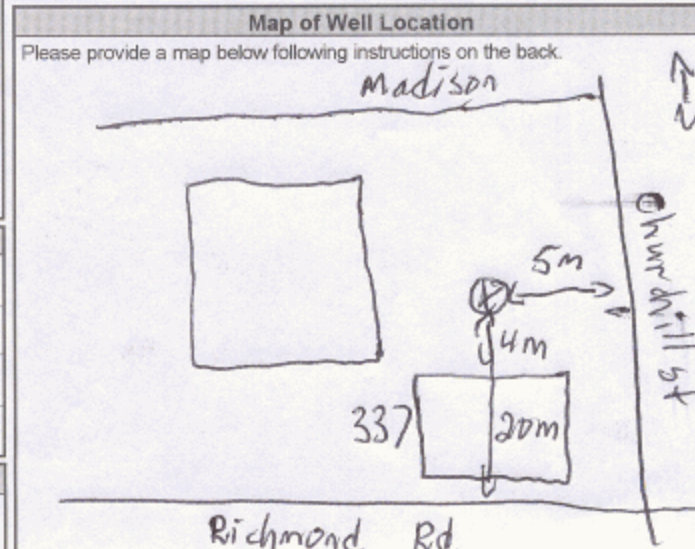 Map of Well Location
Please provide a map below following instructions on the back.
Madison
N
Churchill st
5m
4m
337
20m
Richmond Rd